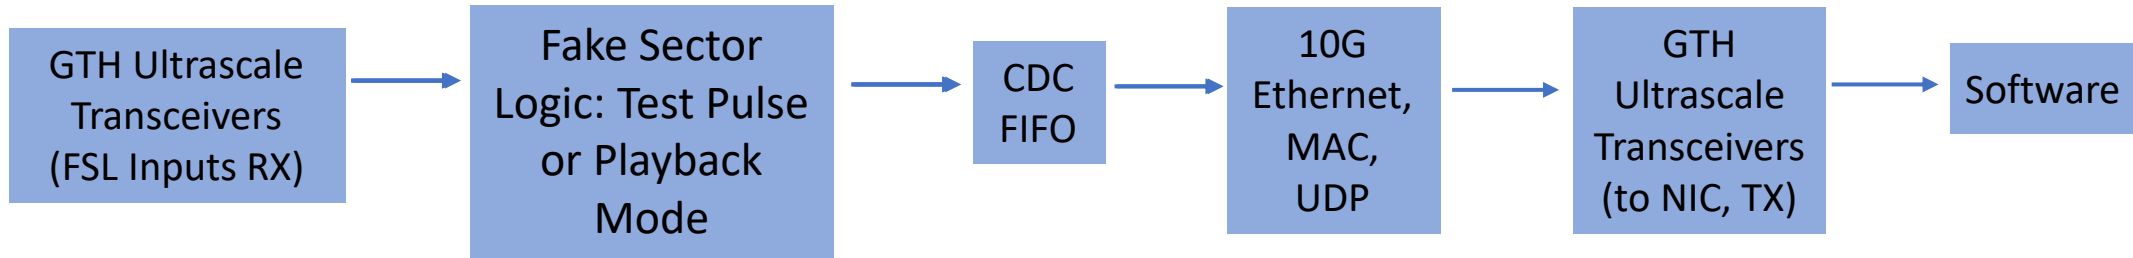 GTH Ultrascale
Transceivers
(FSL Inputs RX)
Fake Sector
Logic: Test Pulse
or Playback
Mode
CDC
FIFO
10G
Ethernet,
MAC,
UDP
GTH
Ultrascale
Transceivers
(to NIC, TX)
Software